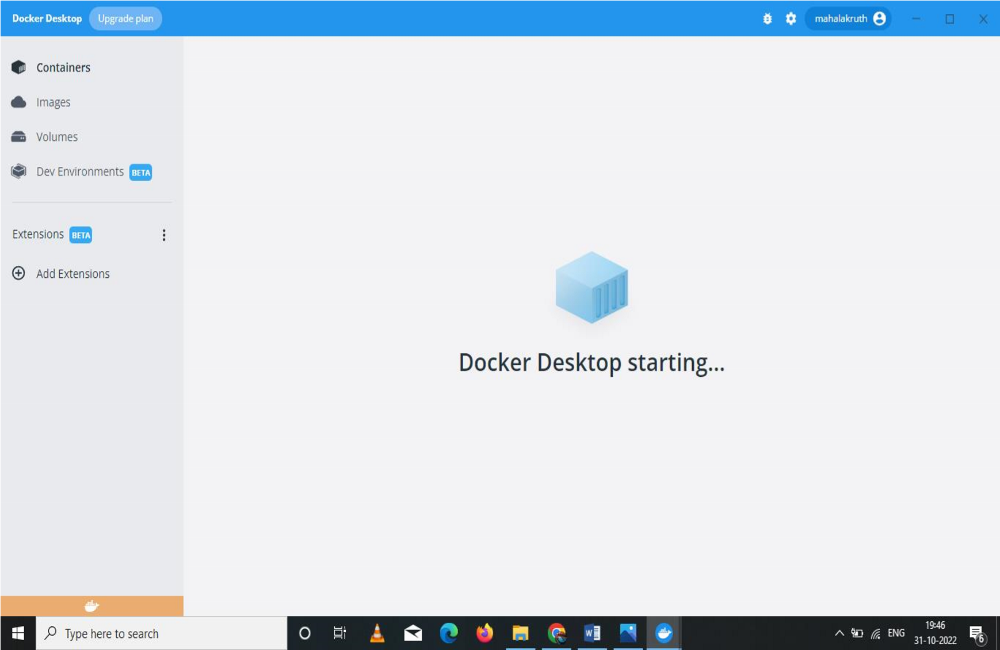 Docker Desktop Upgrade plan mahalakruth
Containers
Images
Volumes
Dev Environments BETA
Extensions BETA
Add Extensions
Docker Desktop starting...
Type here to search
W
ENG
19:46
31-10-2022
6